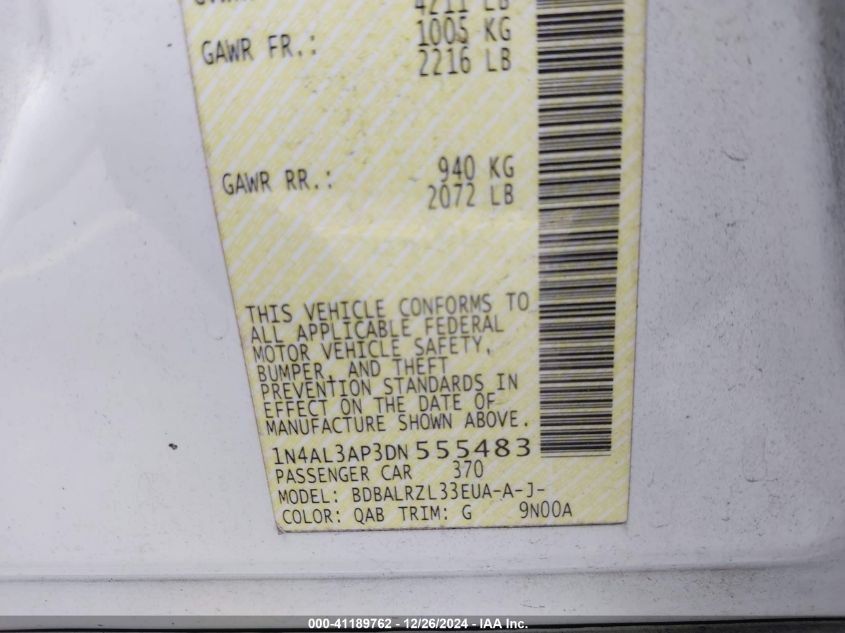 4211 LB
GAWR FR.: 1005 KG
2216 LB
GAWR RR.: 940 KG
2072 LB
THIS VEHICLE CONFORMS TO
ALL APPLICABLE FEDERAL
MOTOR VEHICLE SAFETY,
BUMPER, AND THEFT
PREVENTION STANDARDS IN
EFFECT ON THE DATE OF
MANUFACTURE SHOWN ABOVE.
1N4AL3AP3DN555483
PASSENGER CAR 370
MODEL: BDBALRZL33EUA-A-J-
COLOR: QAB TRIM: G 9N00A
000-41189762 - 12/26/2024 - IAA Inc.